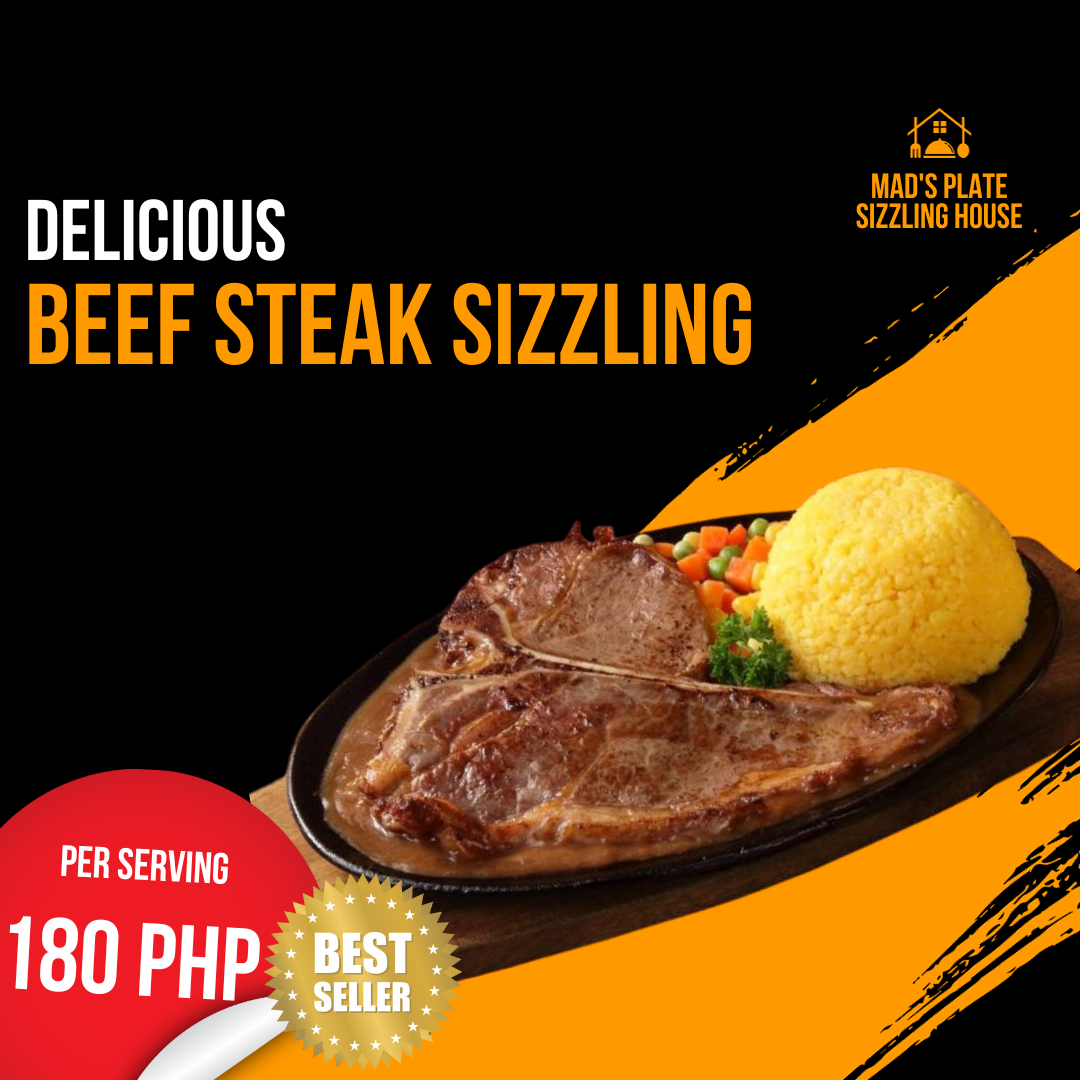 MAD'S PLATE
SIZZLING HOUSE
DELICIOUS
BEEF STEAK SIZZLING
PER SERVING
180 PHP
BEST
SELLER